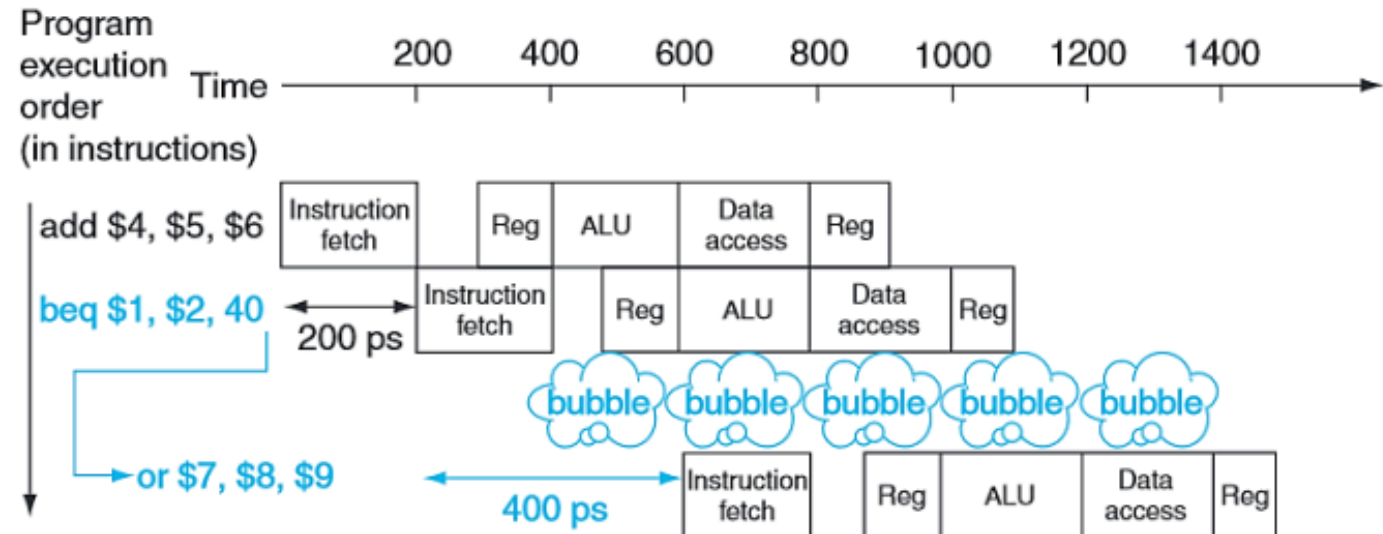 Program
execution
order
(in instructions)
Time
200 400 600 800 1000 1200 1400
add $4, $5, $6
Instruction
fetch
Reg
ALU
Data
access
Reg
beq $1, $2, 40
200 ps
Instruction
fetch
Reg
ALU
Data
access
Reg
bubble bubble bubble bubble bubble
or $7, $8, $9
400 ps
Instruction
fetch
Reg
ALU
Data
access
Reg